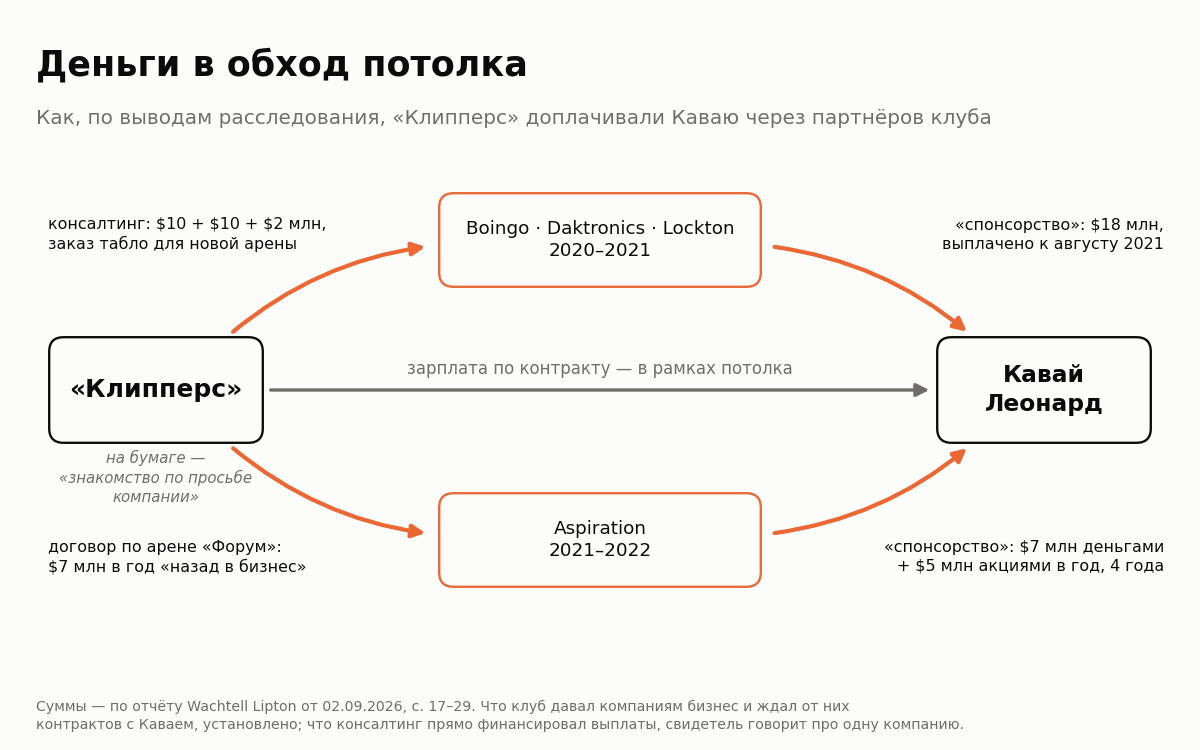 Деньги в обход потолка
Как, по выводам расследования, «Клипперс» доплачивали Каваю через партнёров клуба
консалтинг: $10 + $10 + $2 млн,
заказ табло для новой арены
Boingo · Daktronics · Lockton
2020–2021
«спонсорство»: $18 млн,
выплачено к августу 2021
«Клипперс»
зарплата по контракту — в рамках потолка
Кавай
Леонард
на бумаге —
«знакомство по просьбе
компании»
договор по арене «Форум»:
$7 млн в год «назад в бизнес»
Aspiration
2021–2022
«спонсорство»: $7 млн деньгами
+ $5 млн акциями в год, 4 года
Суммы — по отчёту Wachtell Lipton от 02.09.2026, с. 17–29. Что клуб давал компаниям бизнес и ждал от них
контрактов с Каваем, установлено; что консалтинг прямо финансировал выплаты, свидетель говорит про одну компанию.